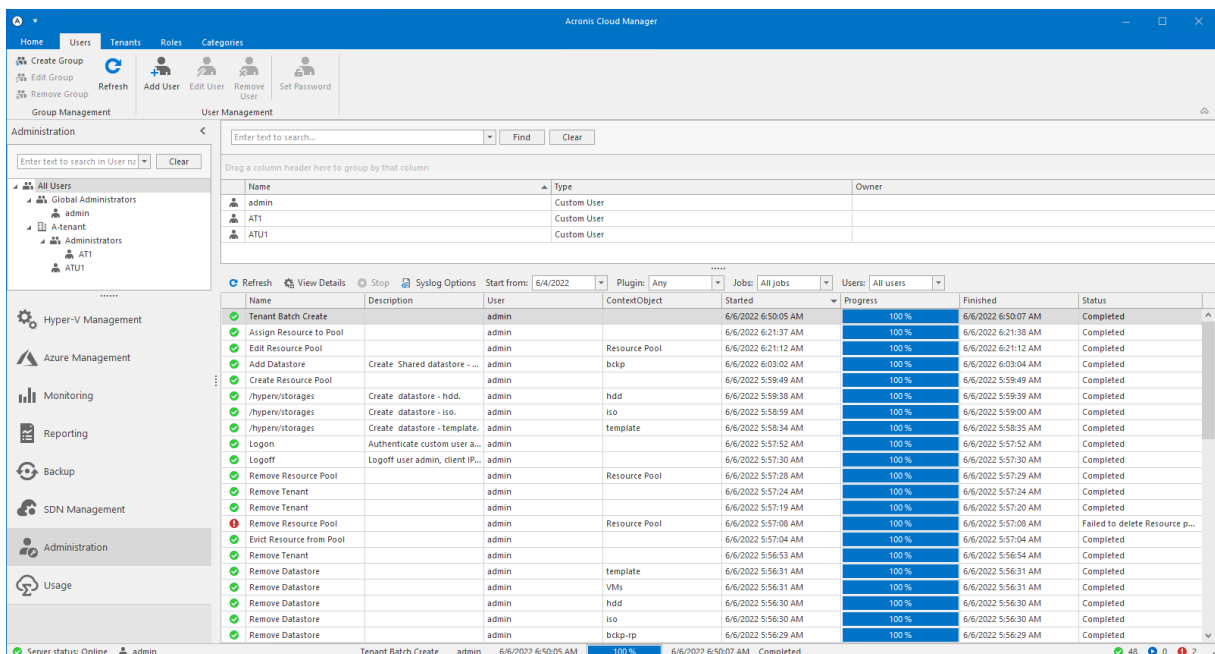 Acronis Cloud Manager
Home Users Tenants Roles Categories
Create Group
Edit Group
Remove Group
Refresh
Add User Edit User Remove User Set Password
Group Management User Management
Administration
Enter text to search in User na Clear
All Users
Global Administrators
admin
A-tenant
Administrators
AT1
ATU1
Hyper-V Management
Azure Management
Monitoring
Reporting
Backup
SDN Management
Administration
Usage
Enter text to search... Find Clear
Drag a column header here to group by that column
Name Type Owner
admin Custom User
AT1 Custom User
ATU1 Custom User
Refresh View Details Stop Syslog Options Start from: 6/4/2022 Plugin: Any Jobs: All jobs Users: All users
Name Description User ContextObject Started Progress Finished Status
Tenant Batch Create admin 6/6/2022 6:50:05 AM 100 % 6/6/2022 6:50:07 AM Completed
Assign Resource to Pool admin 6/6/2022 6:21:37 AM 100 % 6/6/2022 6:21:38 AM Completed
Edit Resource Pool admin Resource Pool 6/6/2022 6:21:12 AM 100 % 6/6/2022 6:21:12 AM Completed
Add Datastore Create Shared datastore - ... admin bckp 6/6/2022 6:03:02 AM 100 % 6/6/2022 6:03:04 AM Completed
Create Resource Pool admin 6/6/2022 5:59:49 AM 100 % 6/6/2022 5:59:49 AM Completed
/hyperv/storages Create datastore - hdd. admin hdd 6/6/2022 5:59:38 AM 100 % 6/6/2022 5:59:39 AM Completed
/hyperv/storages Create datastore - iso. admin iso 6/6/2022 5:58:59 AM 100 % 6/6/2022 5:59:00 AM Completed
/hyperv/storages Create datastore - template. admin template 6/6/2022 5:58:34 AM 100 % 6/6/2022 5:58:35 AM Completed
Logon Authenticate custom user a... admin 6/6/2022 5:57:52 AM 100 % 6/6/2022 5:57:52 AM Completed
Logoff Logoff user admin, client IP... admin 6/6/2022 5:57:30 AM 100 % 6/6/2022 5:57:30 AM Completed
Remove Resource Pool admin Resource Pool 6/6/2022 5:57:28 AM 100 % 6/6/2022 5:57:29 AM Completed
Remove Tenant admin 6/6/2022 5:57:24 AM 100 % 6/6/2022 5:57:24 AM Completed
Remove Tenant admin 6/6/2022 5:57:19 AM 100 % 6/6/2022 5:57:20 AM Completed
Remove Resource Pool admin Resource Pool 6/6/2022 5:57:08 AM 100 % 6/6/2022 5:57:08 AM Failed to delete Resource p...
Evict Resource from Pool admin 6/6/2022 5:57:04 AM 100 % 6/6/2022 5:57:04 AM Completed
Remove Tenant admin 6/6/2022 5:56:53 AM 100 % 6/6/2022 5:56:54 AM Completed
Remove Datastore admin template 6/6/2022 5:56:31 AM 100 % 6/6/2022 5:56:31 AM Completed
Remove Datastore admin VMs 6/6/2022 5:56:31 AM 100 % 6/6/2022 5:56:31 AM Completed
Remove Datastore admin hdd 6/6/2022 5:56:30 AM 100 % 6/6/2022 5:56:30 AM Completed
Remove Datastore admin iso 6/6/2022 5:56:30 AM 100 % 6/6/2022 5:56:30 AM Completed
Remove Datastore admin bckp-rp 6/6/2022 5:56:29 AM 100 % 6/6/2022 5:56:29 AM Completed
Server status: Online admin Tenant Batch Create admin 6/6/2022 6:50:05 AM 100 % 6/6/2022 6:50:07 AM Completed 48 0 2